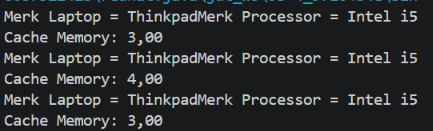 Merk Laptop = ThinkpadMerk Processor = Intel i5
Cache Memory: 3,00
Merk Laptop = ThinkpadMerk Processor = Intel i5
Cache Memory: 4,00
Merk Laptop = ThinkpadMerk Processor = Intel i5
Cache Memory: 3,00